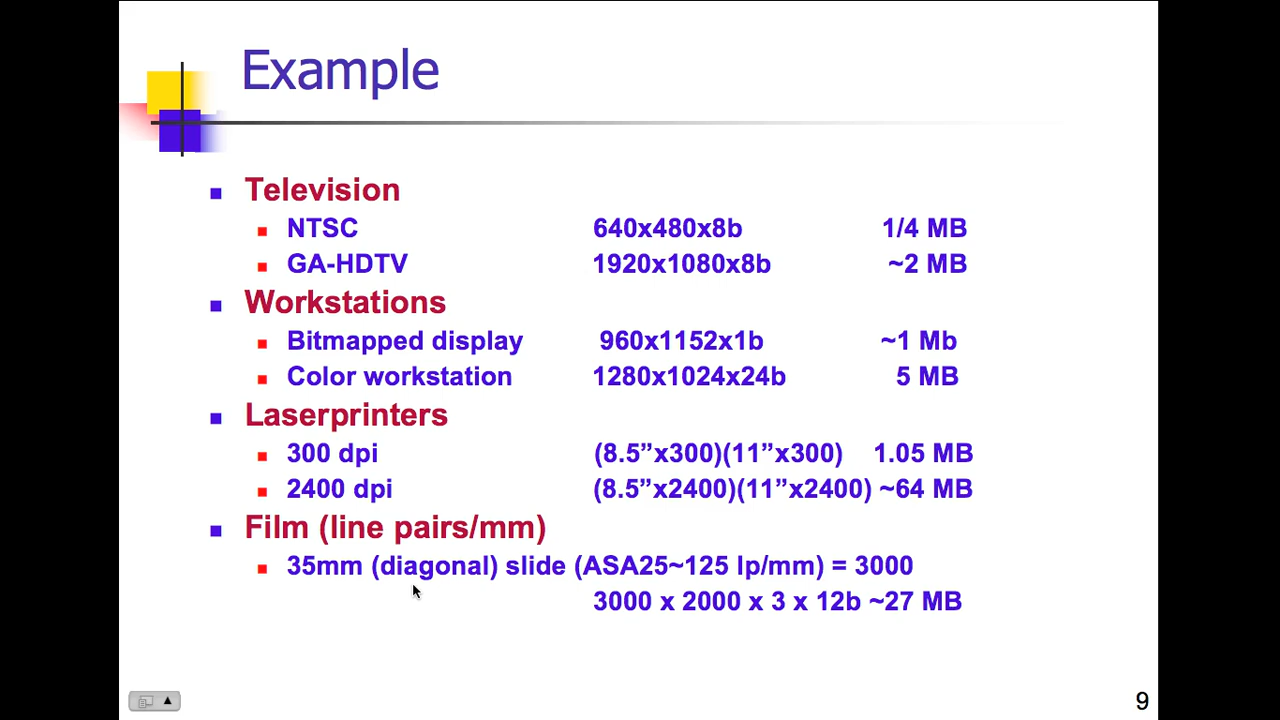 Example
Television
NTSC 640x480x8b 1/4 MB
GA-HDTV 1920x1080x8b ~2 MB
Workstations
Bitmapped display 960x1152x1b ~1 Mb
Color workstation 1280x1024x24b 5 MB
Laserprinters
300 dpi (8.5”x300)(11”x300) 1.05 MB
2400 dpi (8.5”x2400)(11”x2400) ~64 MB
Film (line pairs/mm)
35mm (diagonal) slide (ASA25~125 lp/mm) = 3000
3000 x 2000 x 3 x 12b ~27 MB
9